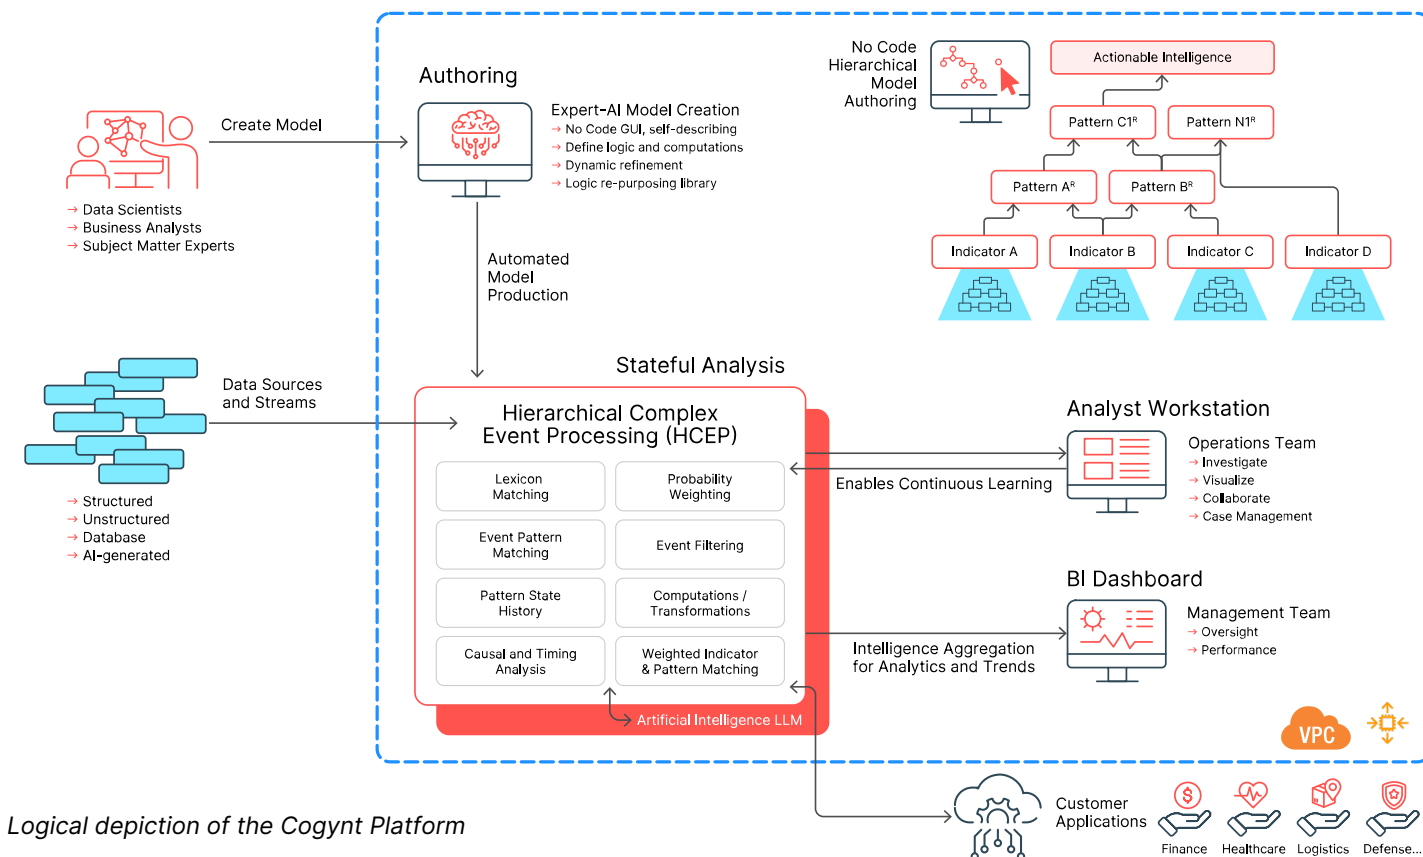 Create Model
→ Data Scientists
→ Business Analysts
→ Subject Matter Experts
Authoring
Expert-AI Model Creation
→ No Code GUI, self-describing
→ Define logic and computations
→ Dynamic refinement
→ Logic re-purposing library
No Code
Hierarchical
Model
Authoring
Actionable Intelligence
Pattern C1ᴿ
Pattern N1ᴿ
Pattern Aᴿ
Pattern Bᴿ
Indicator A
Indicator B
Indicator C
Indicator D
Automated
Model
Production
Data Sources
and Streams
→ Structured
→ Unstructured
→ Database
→ AI-generated
Stateful Analysis
Hierarchical Complex
Event Processing (HCEP)
Lexicon
Matching
Probability
Weighting
Event Pattern
Matching
Event Filtering
Pattern State
History
Computations /
Transformations
Causal and Timing
Analysis
Weighted Indicator
& Pattern Matching
Artificial Intelligence LLM
Enables Continuous Learning
Analyst Workstation
Operations Team
→ Investigate
→ Visualize
→ Collaborate
→ Case Management
Intelligence Aggregation
for Analytics and Trends
BI Dashboard
Management Team
→ Oversight
→ Performance
VPC
Customer
Applications
$
Finance
Healthcare
Logistics
Defense...
Logical depiction of the Cogynt Platform